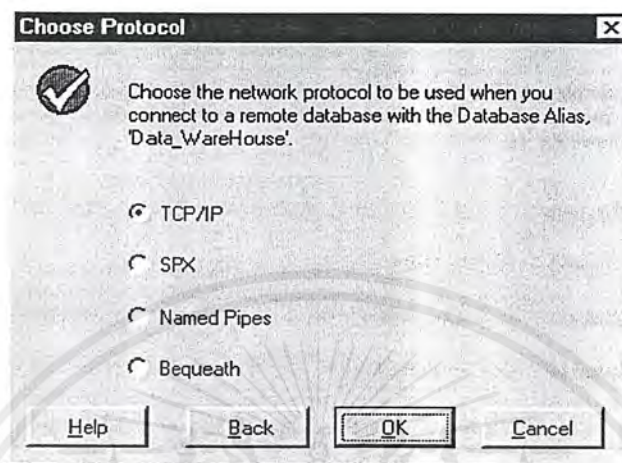 Choose Protocol
Choose the network protocol to be used when you
connect to a remote database with the Database Alias,
'Data_WareHouse'.
TCP/IP
SPX
Named Pipes
Bequeath
Help
Back
OK
Cancel